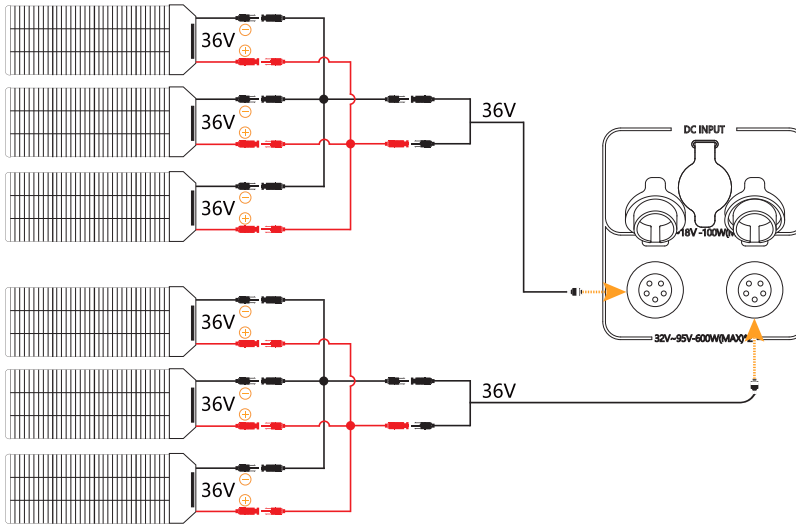 36V
⊖
⊕
36V
⊖
⊕
36V
⊖
⊕
36V
DC INPUT
~18V -100W(M
32V~95V-600W(MAX)*
36V
⊖
⊕
36V
⊖
⊕
36V
⊖
⊕
36V